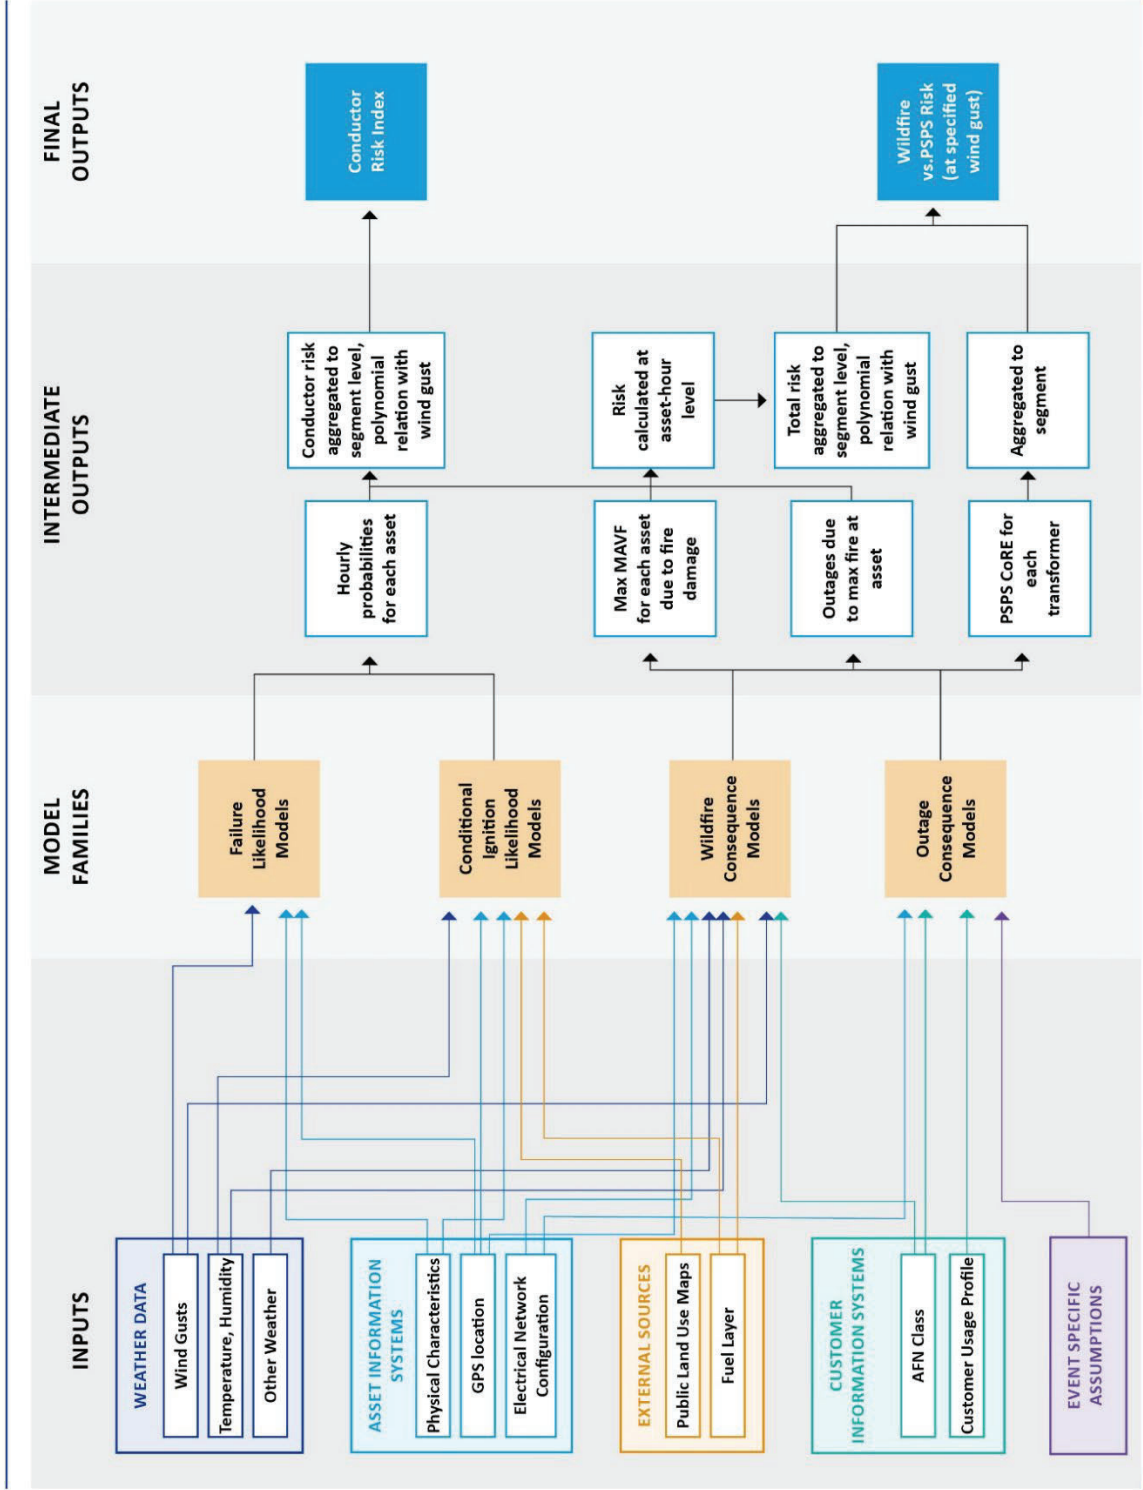 INPUTS
MODEL
FAMILIES
INTERMEDIATE
OUTPUTS
FINAL
OUTPUTS
WEATHER DATA
Wind Gusts
Temperature, Humidity
Other Weather
ASSET INFORMATION
SYSTEMS
Physical Characteristics
GPS location
Electrical Network
Configuration
EXTERNAL SOURCES
Public Land Use Maps
Fuel Layer
CUSTOMER
INFORMATION SYSTEMS
AFN Class
Customer Usage Profile
EVENT SPECIFIC
ASSUMPTIONS
Failure
Likelihood
Models
Conditional
Ignition
Likelihood
Models
Wildfire
Consequence
Models
Outage
Consequence
Models
Hourly
probabilities
for each asset
Max MAVF
for each asset
due to fire
damage
Outages due
to max fire at
asset
PSPS CoRE for
each
transformer
Conductor risk
aggregated to
segment level,
polynomial
relation with
wind gust
Risk
calculated at
asset-hour
level
Total risk
aggregated to
segment level,
polynomial
relation with
wind gust
Aggregated to
segment
Conductor
Risk Index
Wildfire
vs.PSPS Risk
(at specified
wind gust)